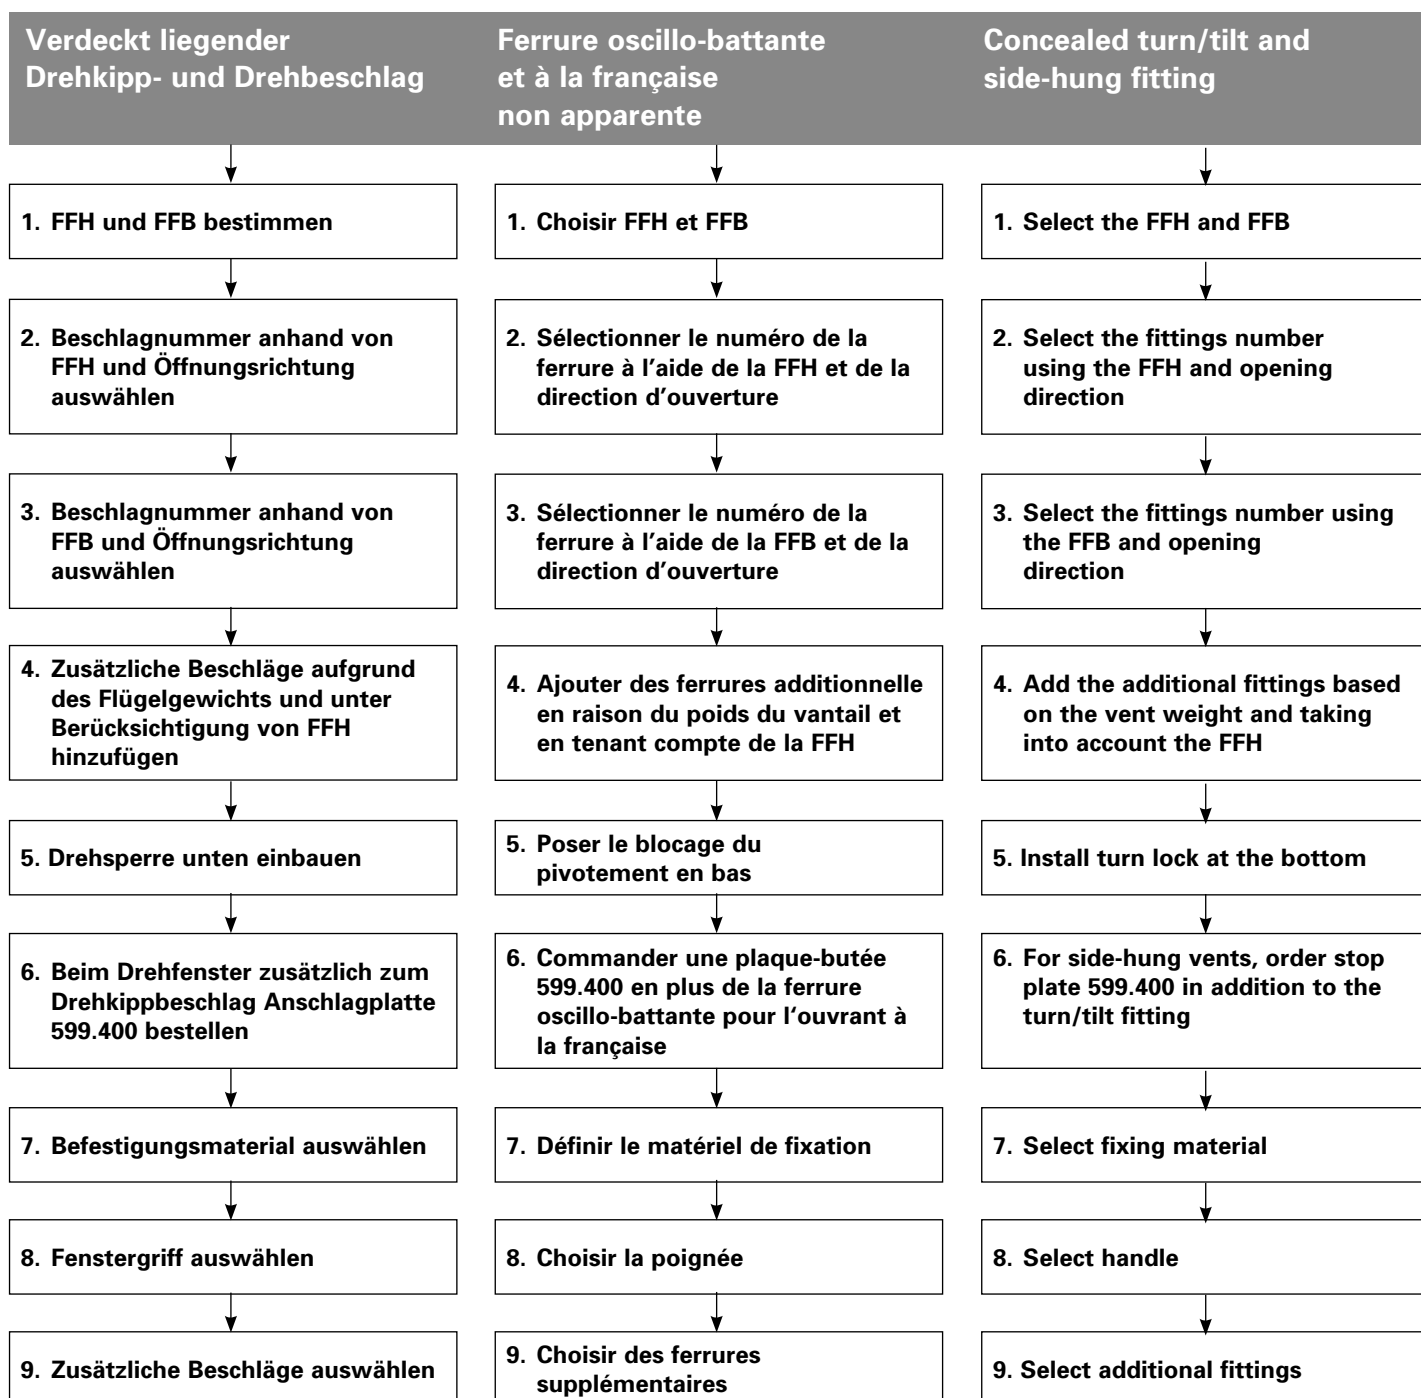 Verdeckt liegender
Drehkipp- und Drehbeschlag
1. FFH und FFB bestimmen
2. Beschlagnummer anhand von
FFH und Öffnungsrichtung
auswählen
3. Beschlagnummer anhand von
FFB und Öffnungsrichtung
auswählen
4. Zusätzliche Beschläge aufgrund
des Flügelgewichts und unter
Berücksichtigung von FFH
hinzufügen
5. Drehsperre unten einbauen
6. Beim Drehfenster zusätzlich zum
Drehkippbeschlag Anschlagplatte
599.400 bestellen
7. Befestigungsmaterial auswählen
8. Fenstergriff auswählen
9. Zusätzliche Beschläge auswählen
Ferrure oscillo-battante
et à la française
non apparente
1. Choisir FFH et FFB
2. Sélectionner le numéro de la
ferrure à l’aide de la FFH et de la
direction d’ouverture
3. Sélectionner le numéro de la
ferrure à l’aide de la FFB et de la
direction d’ouverture
4. Ajouter des ferrures additionnelle
en raison du poids du vantail et
en tenant compte de la FFH
5. Poser le blocage du
pivotement en bas
6. Commander une plaque-butée
599.400 en plus de la ferrure
oscillo-battante pour l‘ouvrant à
la française
7. Définir le matériel de fixation
8. Choisir la poignée
9. Choisir des ferrures
supplémentaires
Concealed turn/tilt and
side-hung fitting
1. Select the FFH and FFB
2. Select the fittings number
using the FFH and opening
direction
3. Select the fittings number using
the FFB and opening
direction
4. Add the additional fittings based
on the vent weight and taking
into account the FFH
5. Install turn lock at the bottom
6. For side-hung vents, order stop
plate 599.400 in addition to the
turn/tilt fitting
7. Select fixing material
8. Select handle
9. Select additional fittings